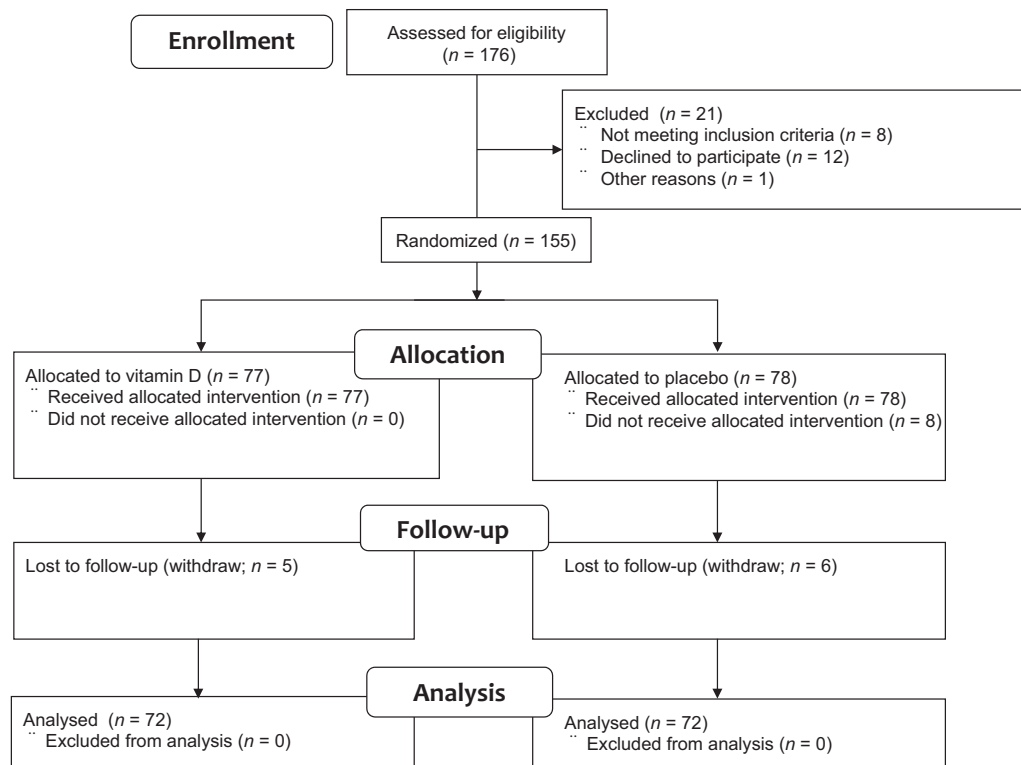 Enrollment
Assessed for eligibility
(n = 176)
Excluded (n = 21)
¨ Not meeting inclusion criteria (n = 8)
¨ Declined to participate (n = 12)
¨ Other reasons (n = 1)
Randomized (n = 155)
Allocation
Allocated to vitamin D (n = 77)
¨ Received allocated intervention (n = 77)
¨ Did not receive allocated intervention (n = 0)
Allocated to placebo (n = 78)
¨ Received allocated intervention (n = 78)
¨ Did not receive allocated intervention (n = 8)
Follow-up
Lost to follow-up (withdraw; n = 5)
Lost to follow-up (withdraw; n = 6)
Analysis
Analysed (n = 72)
¨ Excluded from analysis (n = 0)
Analysed (n = 72)
¨ Excluded from analysis (n = 0)